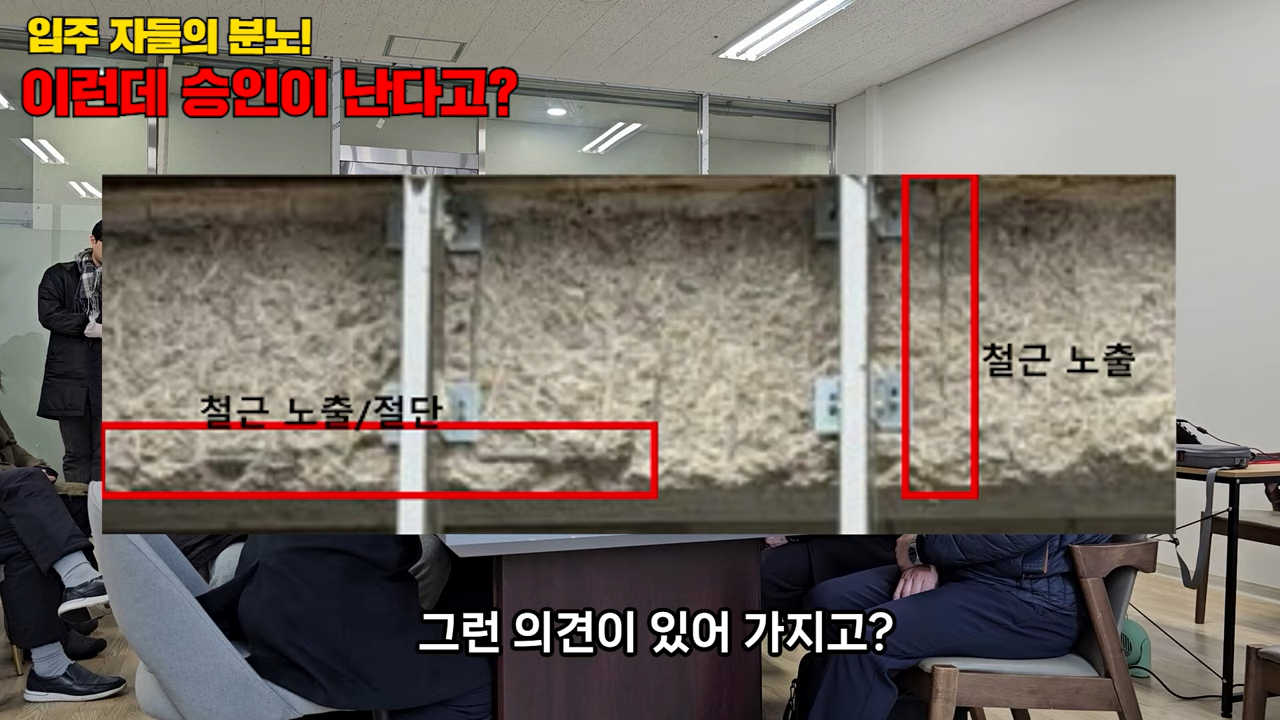 입주 자들의 분노!
이런데 승인이 난다고?
철근 노출
철근 노출/절단
그런 의견이 있어 가지고?